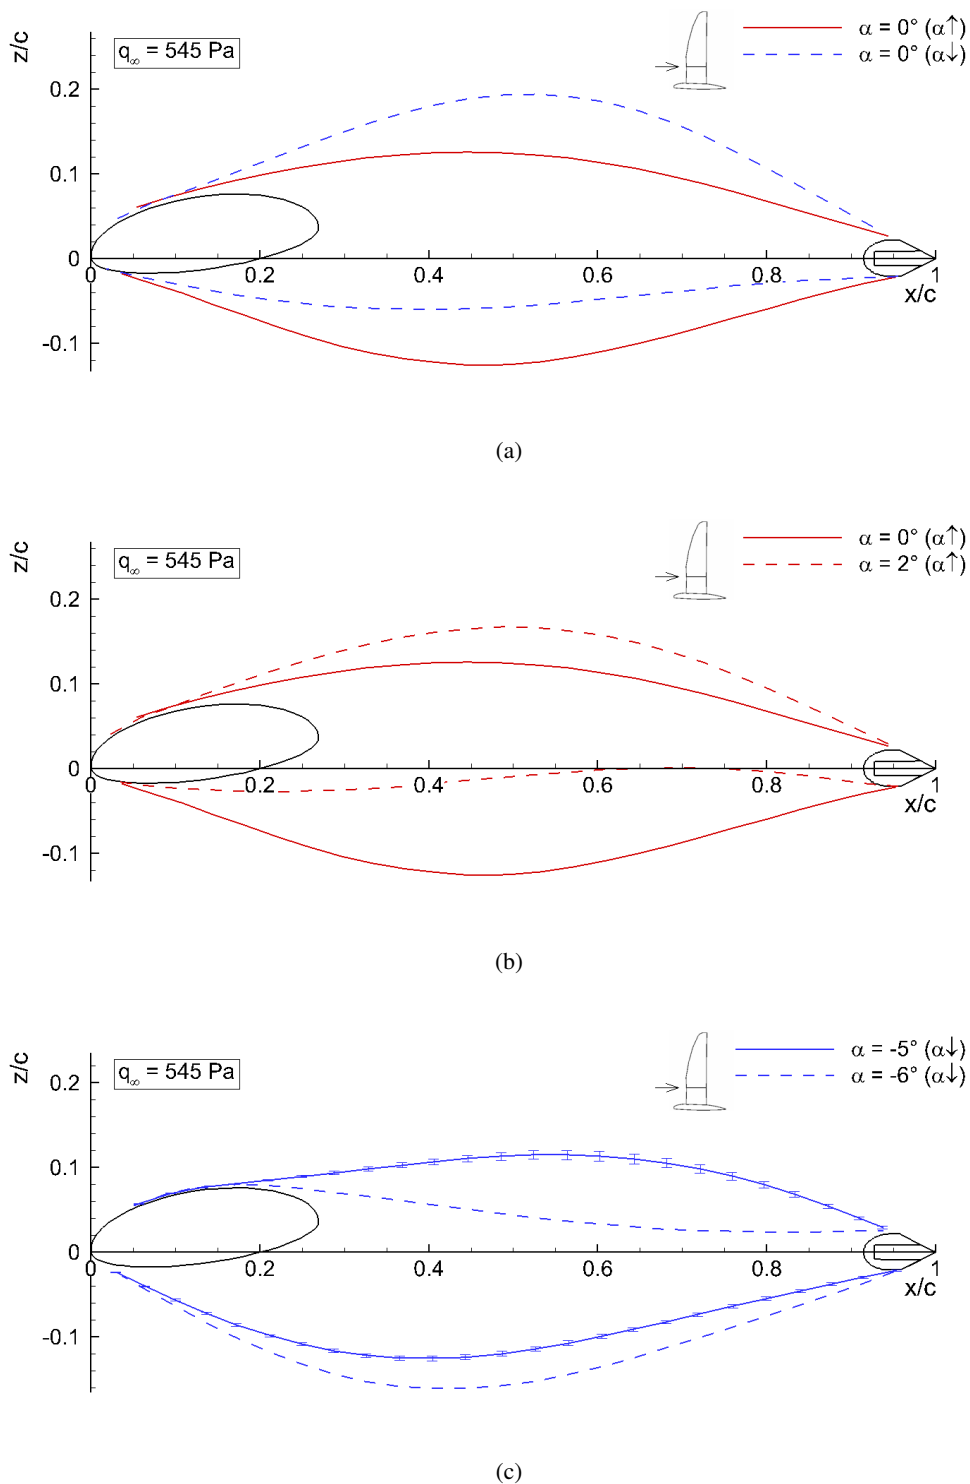 z/c
q∞ = 545 Pa
α = 0° (α↑)
α = 0° (α↓)
0.2
0.1
0
-0.1
0 0.2 0.4 0.6 0.8 1
x/c
(a)
z/c
q∞ = 545 Pa
α = 0° (α↑)
α = 2° (α↑)
0.2
0.1
0
-0.1
0 0.2 0.4 0.6 0.8 1
x/c
(b)
z/c
q∞ = 545 Pa
α = -5° (α↓)
α = -6° (α↓)
0.2
0.1
0
-0.1
0 0.2 0.4 0.6 0.8 1
x/c
(c)